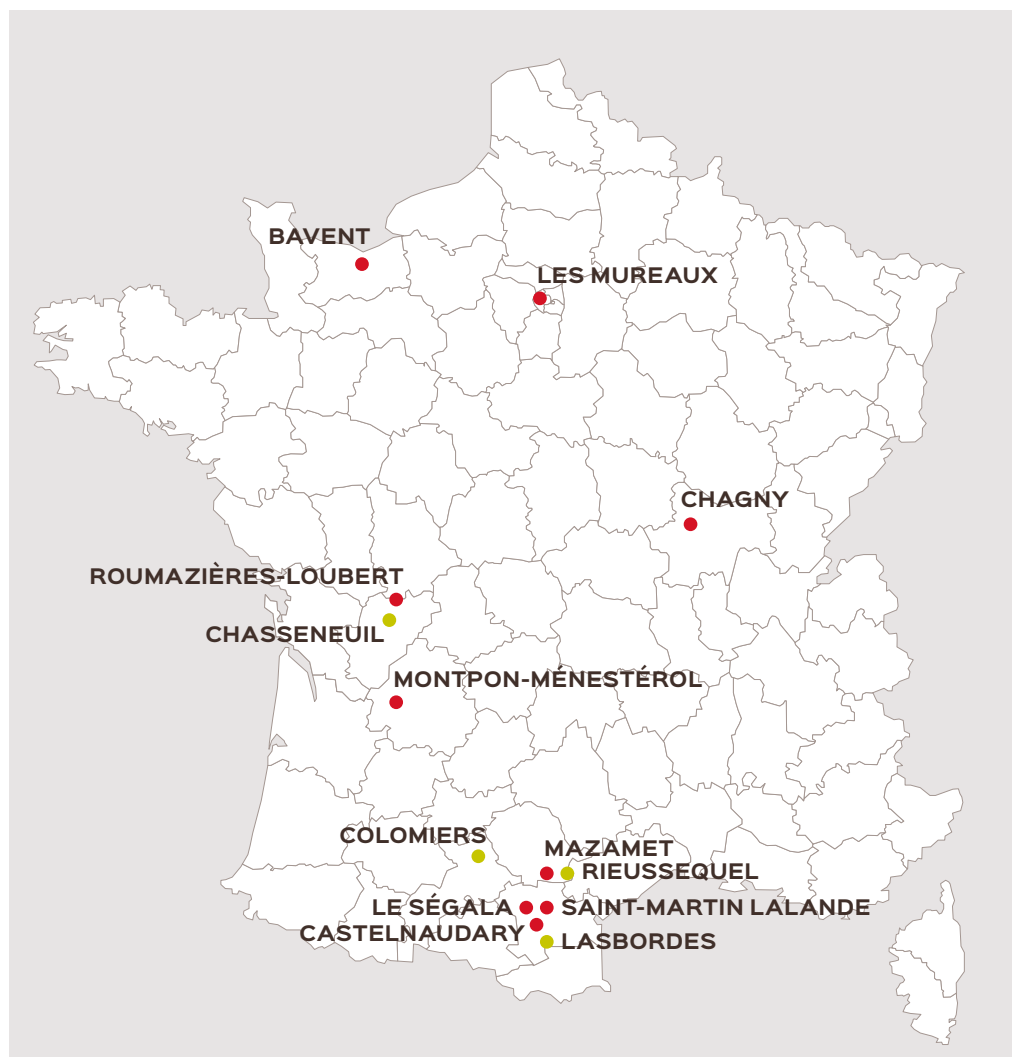 BAVENT
LES MUREAUX
CHAGNY
ROUMAZIÈRES-LOUBERT
CHASSENEUIL
MONTPON-MÉNESTÉROL
COLOMIERS
MAZAMET
RIEUSSEQUEL
LE SÉGALA
SAINT-MARTIN LALANDE
CASTELNAUDARY
LASBORDES